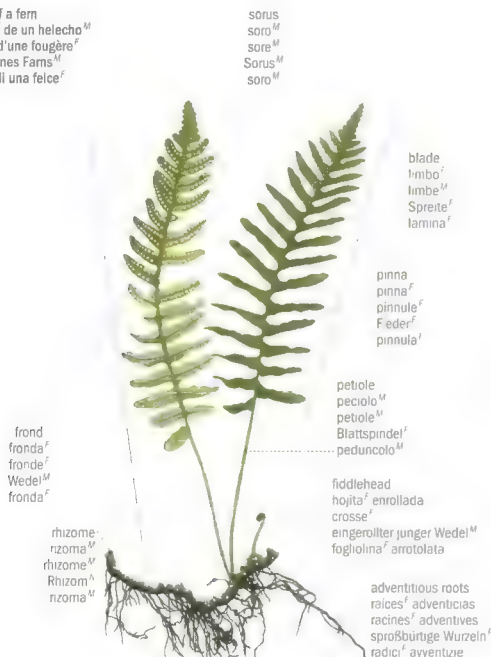 f a fern
de un helecho M
d'une fougère F
nes Farns M
di una felce F
sorus
soro M
sore M
Sorus M
soro M
blade
limbo F
limbe M
Spreite F
lamina F
pinna
pinna F
pinnule F
F eder F
pinnula F
petiole
peciolo M
petiole M
Blattspindel F
peduncolo M
frond
fronda F
fronde F
Wedel M
fronda F
fiddlehead
hojita F enrollada
crosse F
eingerollter junger Wedel M
fogliolina F arrotolata
rhizome
rizoma M
rhizome M
Rhizom N
rizoma M
adventitious roots
raíces F adventicias
racines F adventives
sproßbürtige Wurzeln F
radici F avventizie